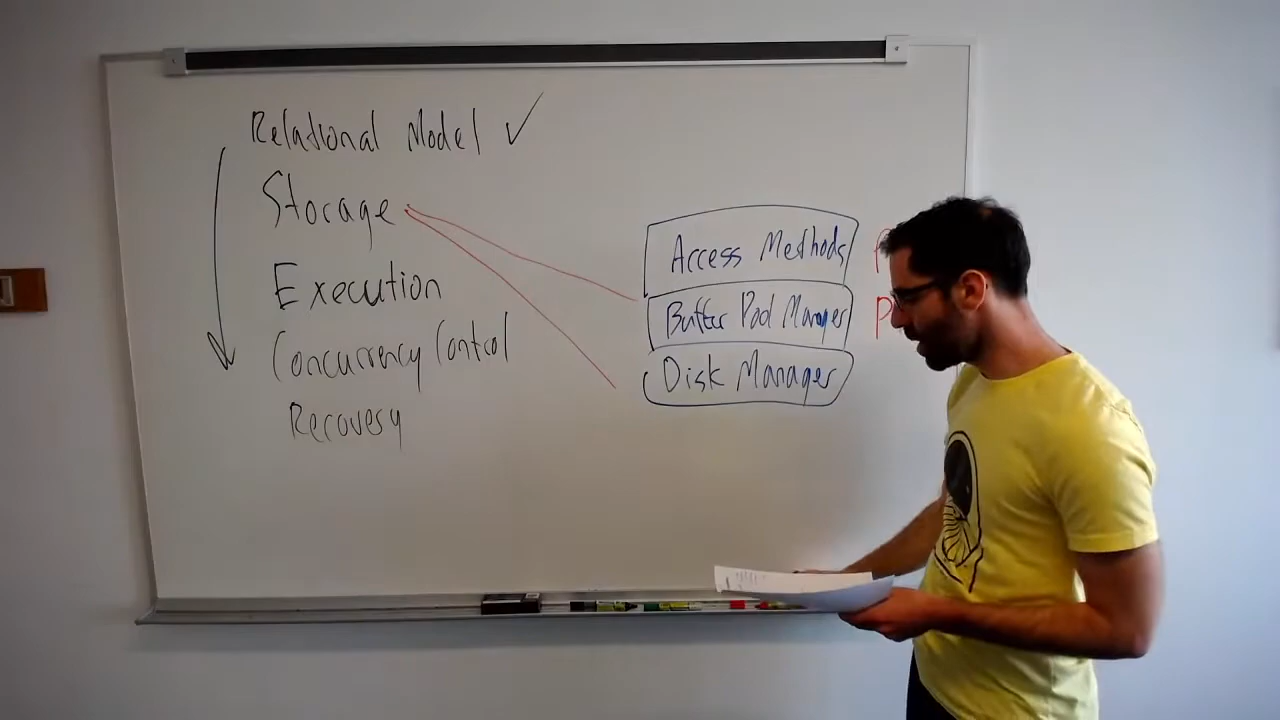 Relational Model ✓
Storage
Execution
Concurrency Control
Recovery
Access Methods
Buffer Pool Manager
Disk Manager